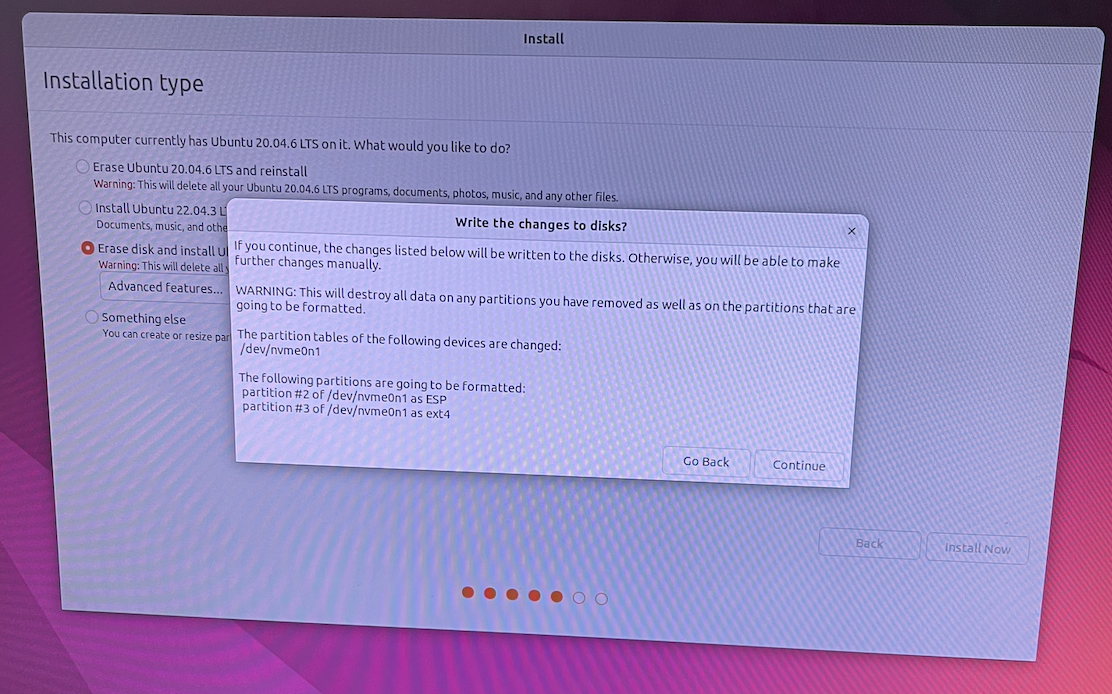 Install
Installation type
This computer currently has Ubuntu 20.04.6 LTS on it. What would you like to do?
Erase Ubuntu 20.04.6 LTS and reinstall
Warning: This will delete all your Ubuntu 20.04.6 LTS programs, documents, photos, music, and any other files.
Install Ubuntu 22.04.3 L
Documents, music, and othe
Erase disk and install U
Warning: This will delete all
Advanced features...
Something else
You can create or resize par
Write the changes to disks?
If you continue, the changes listed below will be written to the disks. Otherwise, you will be able to make
further changes manually.
WARNING: This will destroy all data on any partitions you have removed as well as on the partitions that are
going to be formatted.
The partition tables of the following devices are changed:
/dev/nvme0n1
The following partitions are going to be formatted:
partition #2 of /dev/nvme0n1 as ESP
partition #3 of /dev/nvme0n1 as ext4
Go Back
Continue
Back
Install Now